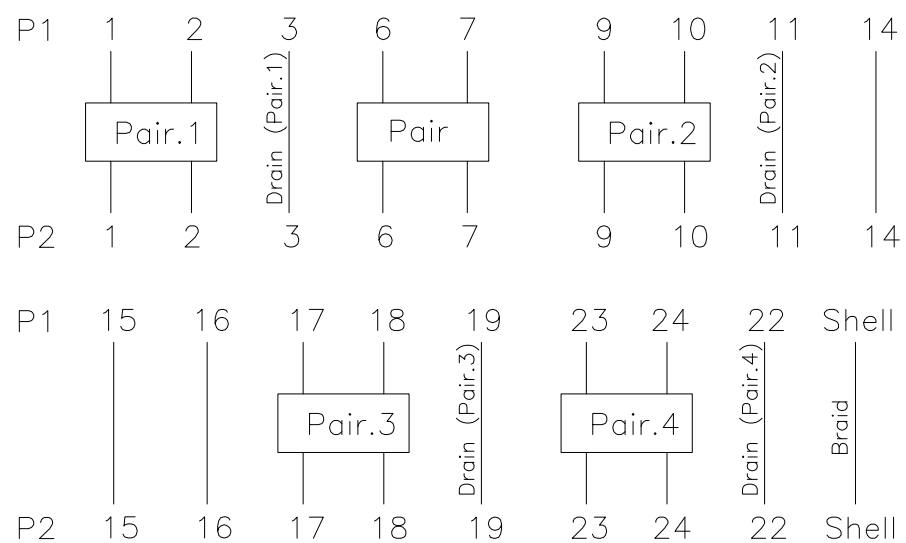 P1 1 2 3 6 7 9 10 11 14
Drain (Pair.1)
Drain (Pair.2)
Pair.1 Pair Pair.2
P2 1 2 3 6 7 9 10 11 14
P1 15 16 17 18 19 23 24 22 Shell
Drain (Pair.3)
Drain (Pair.4)
Braid
Pair.3 Pair.4
P2 15 16 17 18 19 23 24 22 Shell